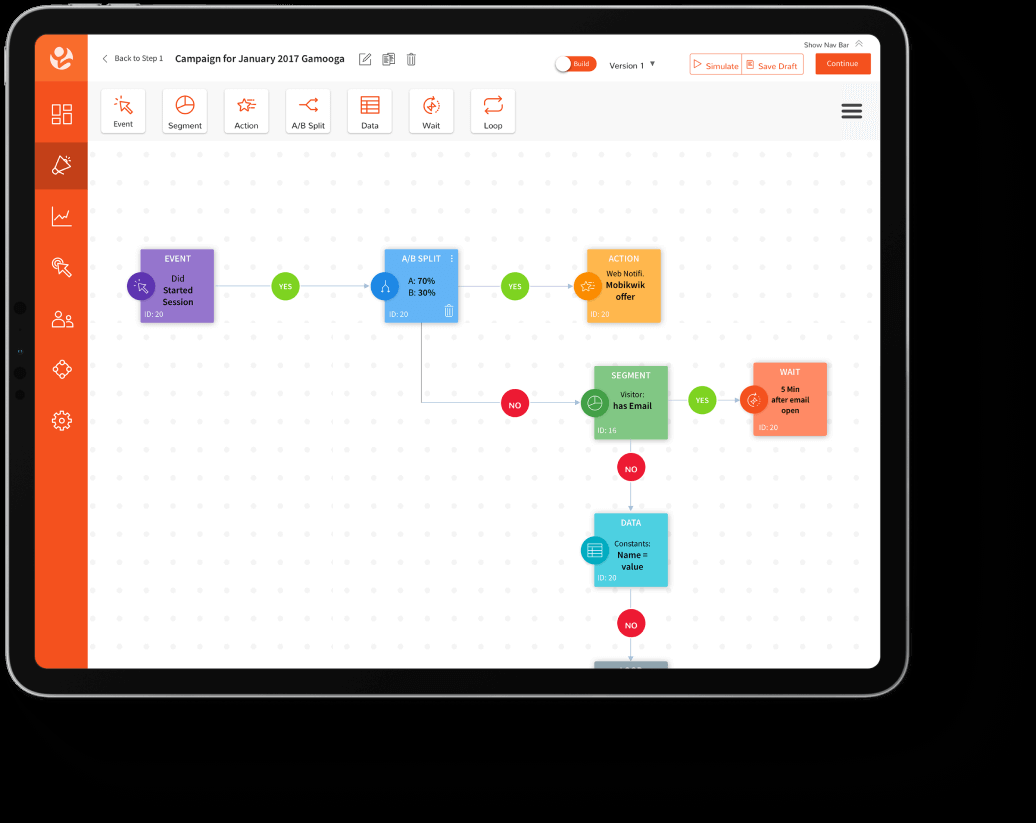 Show Nav Bar
Back to Step 1
Campaign for January 2017 Gamooga
Build
Version 1
Simulate
Save Draft
Continue
Event
Segment
Action
A/B Split
Data
Wait
Loop
EVENT
Did
Started
Session
ID: 20
YES
A/B SPLIT
A: 70%
B: 30%
ID: 20
YES
ACTION
Web Notifi.
Mobikwik
offer
ID: 20
NO
SEGMENT
Visitor:
has Email
ID: 16
YES
WAIT
5 Min
after email
open
ID: 20
NO
DATA
Constants:
Name =
value
ID: 20
NO